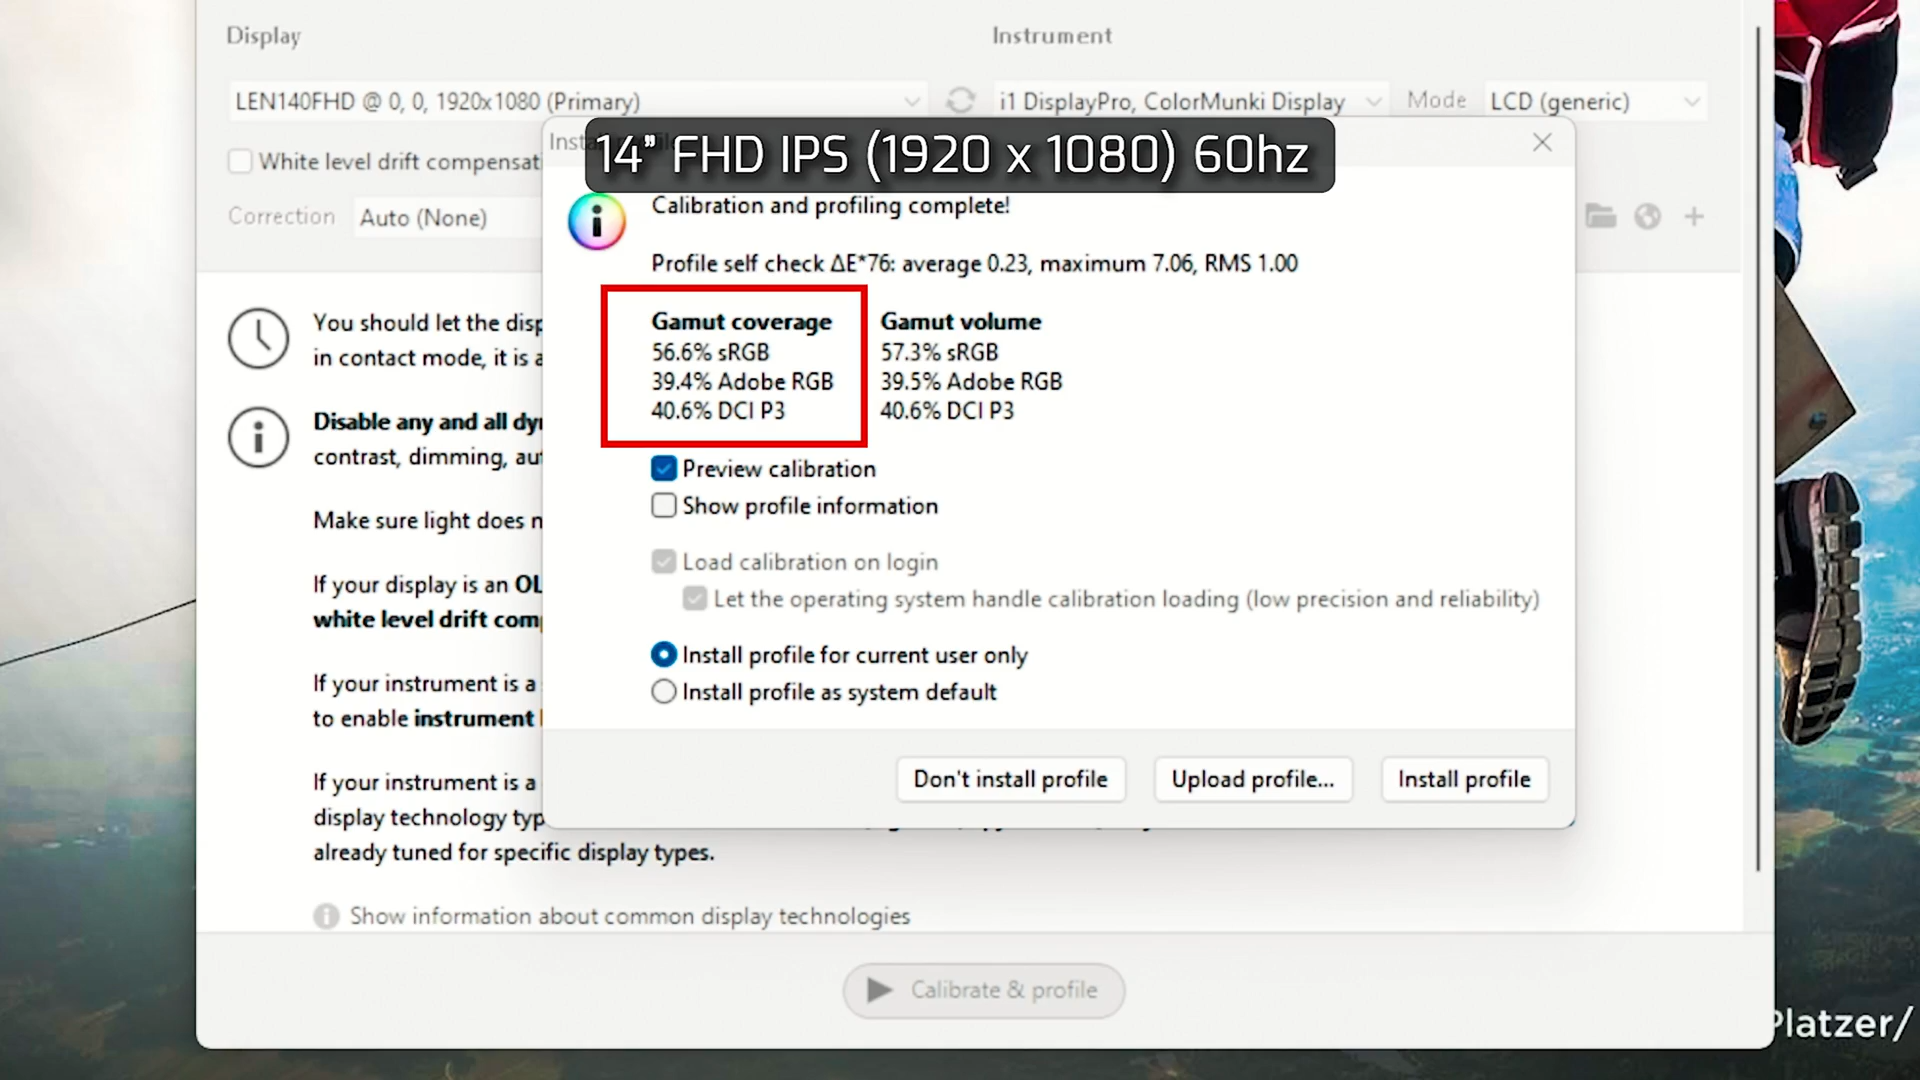 Display
Instrument
LEN140FHD @ 0, 0, 1920x1080 (Primary)
i1 DisplayPro, ColorMunki Display
Mode
LCD (generic)
14” FHD IPS (1920 x 1080) 60hz
White level drift
Correction
Auto (None)
Calibration and profiling complete!
Profile self check ΔE*76: average 0.23, maximum 7.06, RMS 1.00
Gamut coverage
56.6% sRGB
39.4% Adobe RGB
40.6% DCI P3
Gamut volume
57.3% sRGB
39.5% Adobe RGB
40.6% DCI P3
Preview calibration
Show profile information
Load calibration on login
Let the operating system handle calibration loading (low precision and reliability)
Install profile for current user only
Install profile as system default
Don't install profile
Upload profile...
Install profile
You should let the
in contact mode, it is
Disable any and all
contrast, dimming,
Make sure light does
If your display is an
white level drift
If your instrument is a
to enable instrument
If your instrument is a
display technology
already tuned for specific display types.
Show information about common display technologies
Calibrate & profile
Platzer/